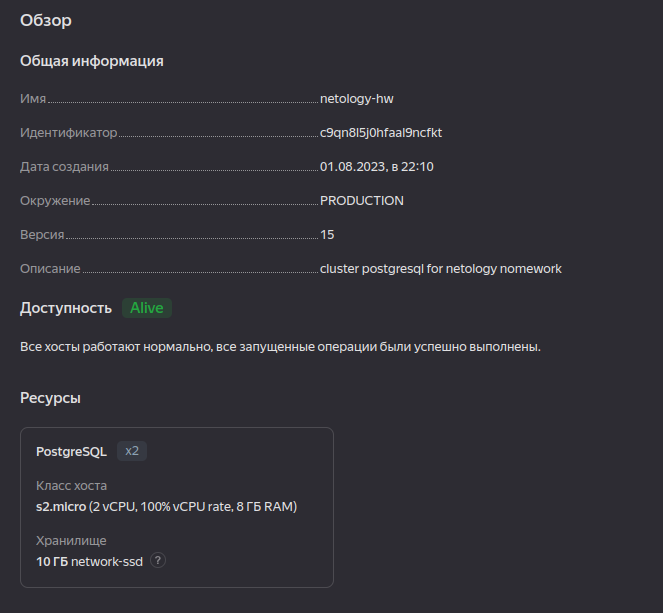 Обзор
Общая информация
Имя netology-hw
Идентификатор c9qn8l5j0hfaal9ncfkt
Дата создания 01.08.2023, в 22:10
Окружение PRODUCTION
Версия 15
Описание cluster postgresql for netology nomework
Доступность Alive
Все хосты работают нормально, все запущенные операции были успешно выполнены.
Ресурсы
PostgreSQL x2
Класс хоста
s2.micro (2 vCPU, 100% vCPU rate, 8 ГБ RAM)
Хранилище
10 ГБ network-ssd ?